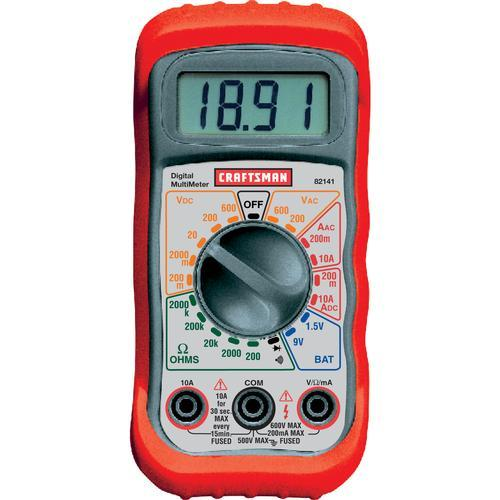 18.91
Digital MultiMeter
CRAFTSMAN
82141
OFF
VDC
600
200
20
2000 m
200 m
VAC
600
200
AAC
200m
10A
200 m
10A
ADC
1.5V
9V
BAT
2000 k
200k
20k
2000
200
Ω
OHMS
10A
10A
for
30 sec.
MAX
every
15min
FUSED
COM
500V MAX
V/Ω/mA
600V MAX
200mA MAX
FUSED